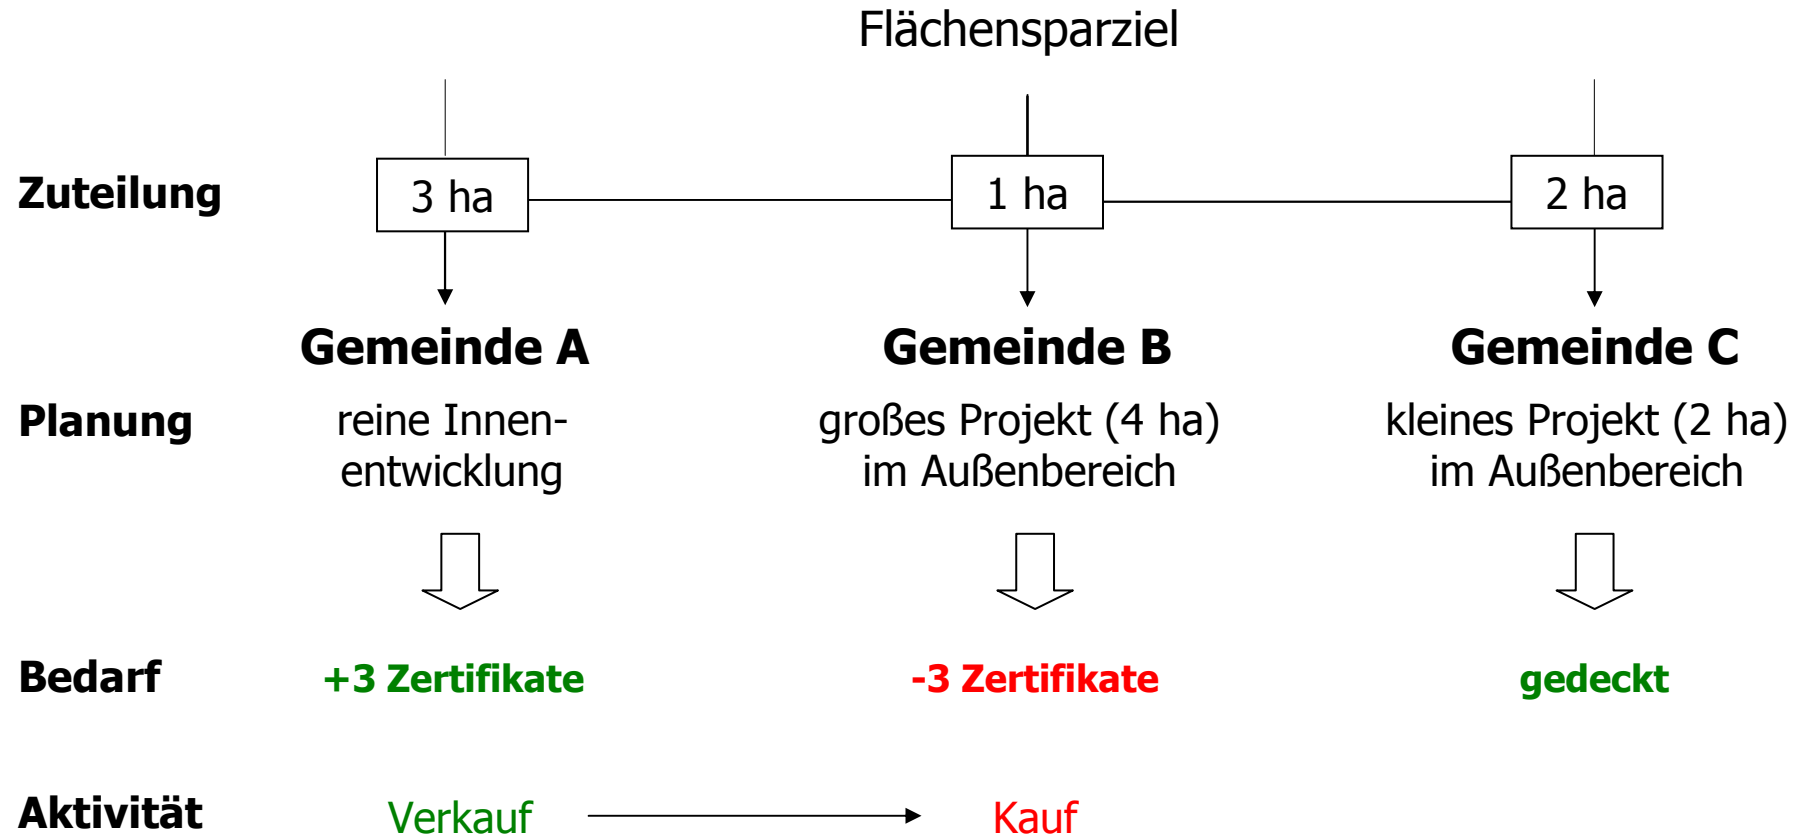 Flächensparziel
Zuteilung 3 ha 1 ha 2 ha
Gemeinde A Gemeinde B Gemeinde C
Planung reine Innen- großes Projekt (4 ha) kleines Projekt (2 ha)
entwicklung im Außenbereich im Außenbereich
Bedarf +3 Zertifikate -3 Zertifikate gedeckt
Aktivität Verkauf Kauf